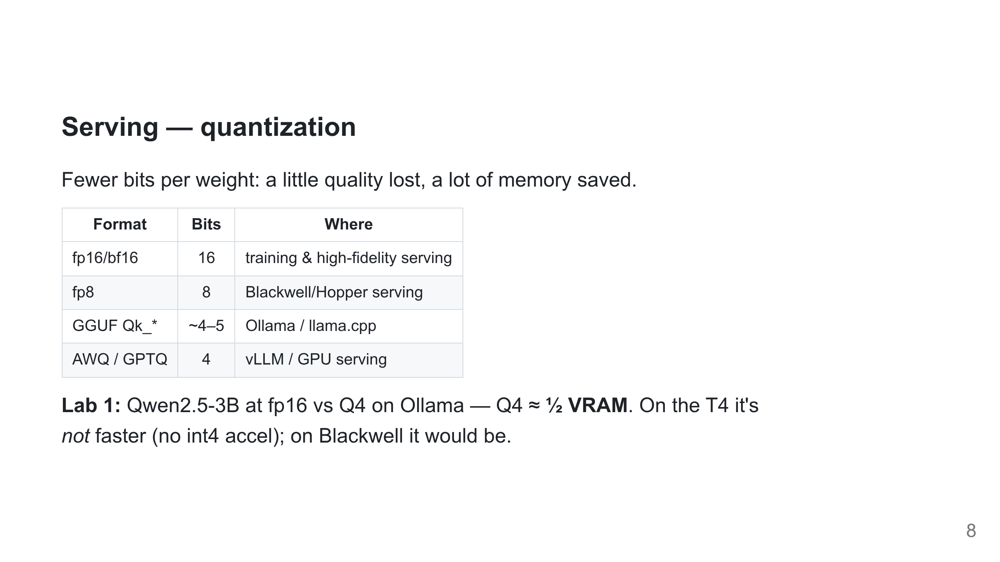 Serving — quantization
Fewer bits per weight: a little quality lost, a lot of memory saved.
Format Bits Where
fp16/bf16 16 training & high-fidelity serving
fp8 8 Blackwell/Hopper serving
GGUF Qk_* ~4–5 Ollama / llama.cpp
AWQ / GPTQ 4 vLLM / GPU serving
Lab 1: Qwen2.5-3B at fp16 vs Q4 on Ollama — Q4 ≈ ½ VRAM. On the T4 it's
not faster (no int4 accel); on Blackwell it would be.
8